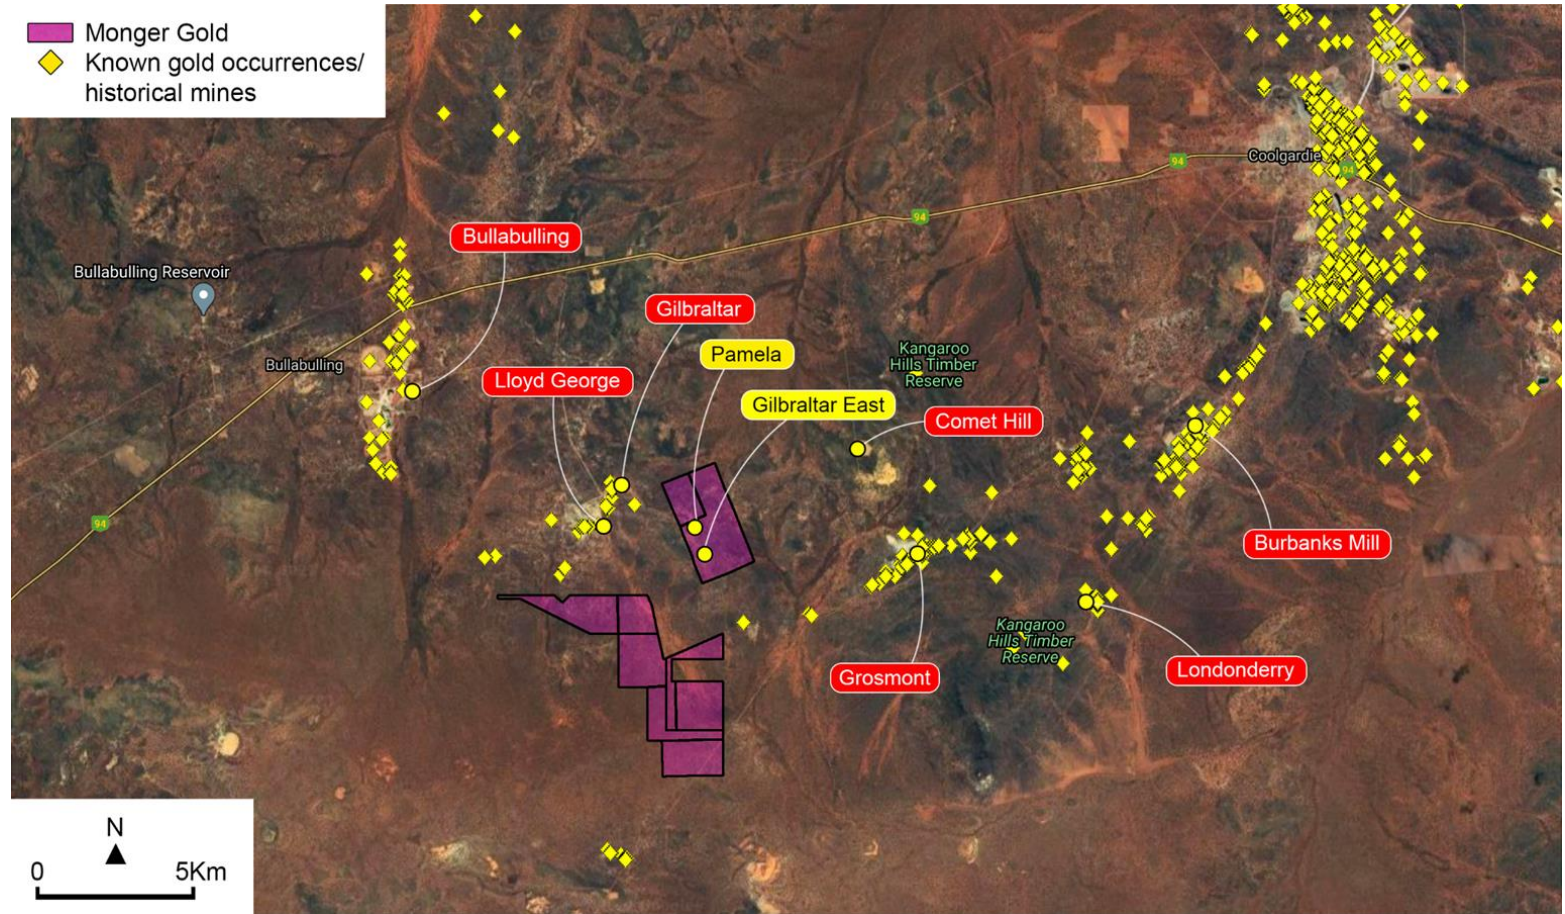 Monger Gold
Known gold occurrences/
historical mines
94
Coolgardie
94
94
Bullabulling
Bullabulling Reservoir
Gilbraltar
Kangaroo
Hills Timber
Reserve
Pamela
Bullabulling
Lloyd George
Gilbraltar East
Comet Hill
94
Burbanks Mill
Kangaroo
Hills Timber
Reserve
Grosmont
Londonderry
N
0
5Km